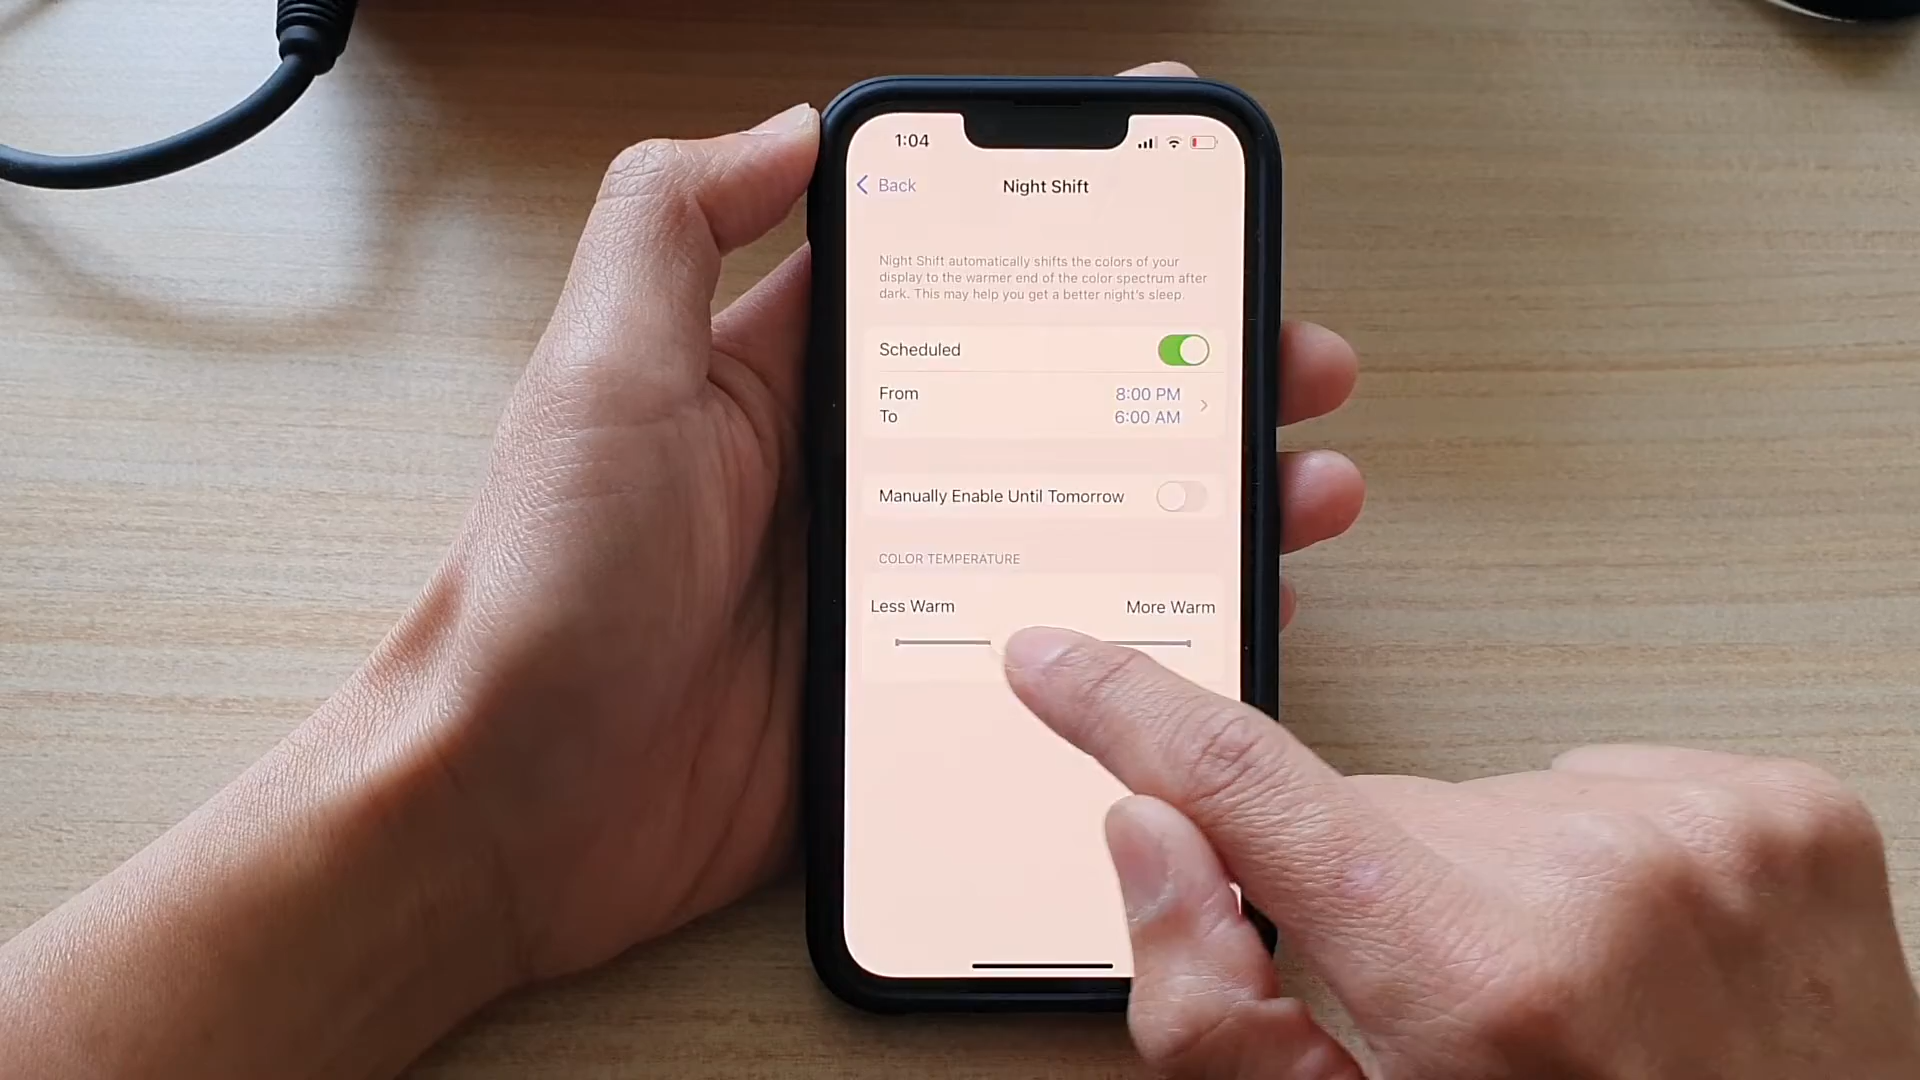 1:04
Back
Night Shift
Night Shift automatically shifts the colors of your
display to the warmer end of the color spectrum after
dark. This may help you get a better night's sleep.
Scheduled
From 8:00 PM
To 6:00 AM
Manually Enable Until Tomorrow
COLOR TEMPERATURE
Less Warm More Warm